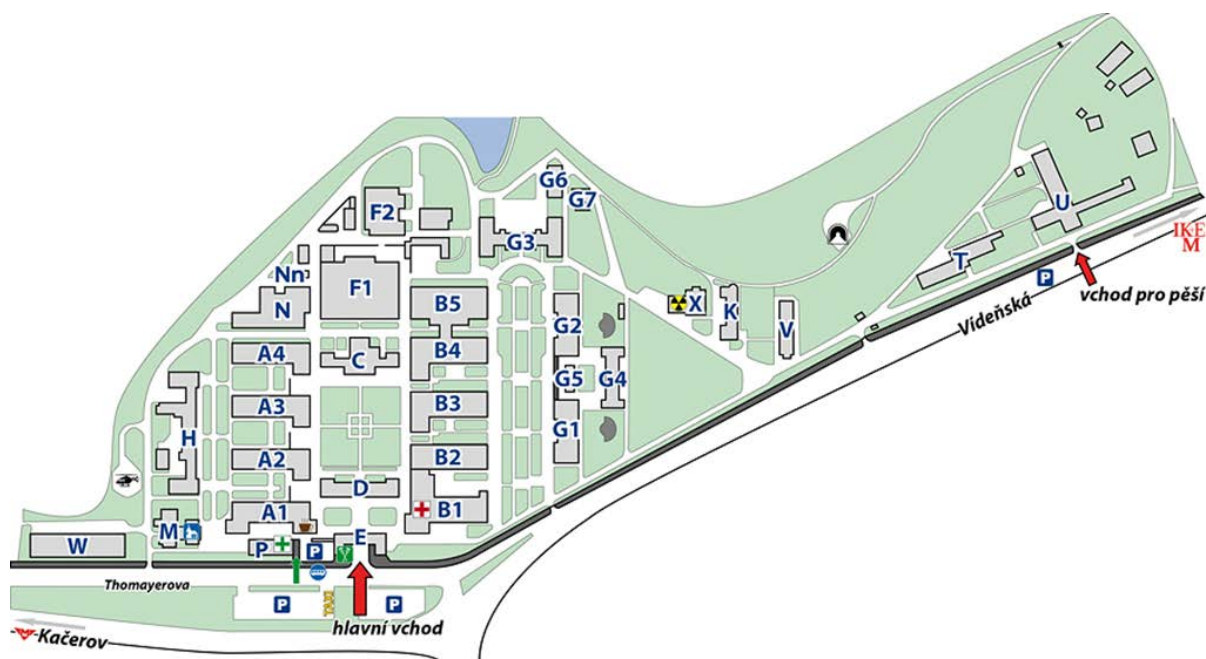 G6
G7
F2
G3
U
IKE
M
T
P
vchod pro pěší
Vídeňská
Nn
N
F1
B5
G2
X
K
V
A4
C
B4
G5
G4
A3
B3
G1
H
A2
B2
D
A1
B1
M
W
P
P
E
Thomayerova
P
TAXI
P
hlavní vchod
Kačerov